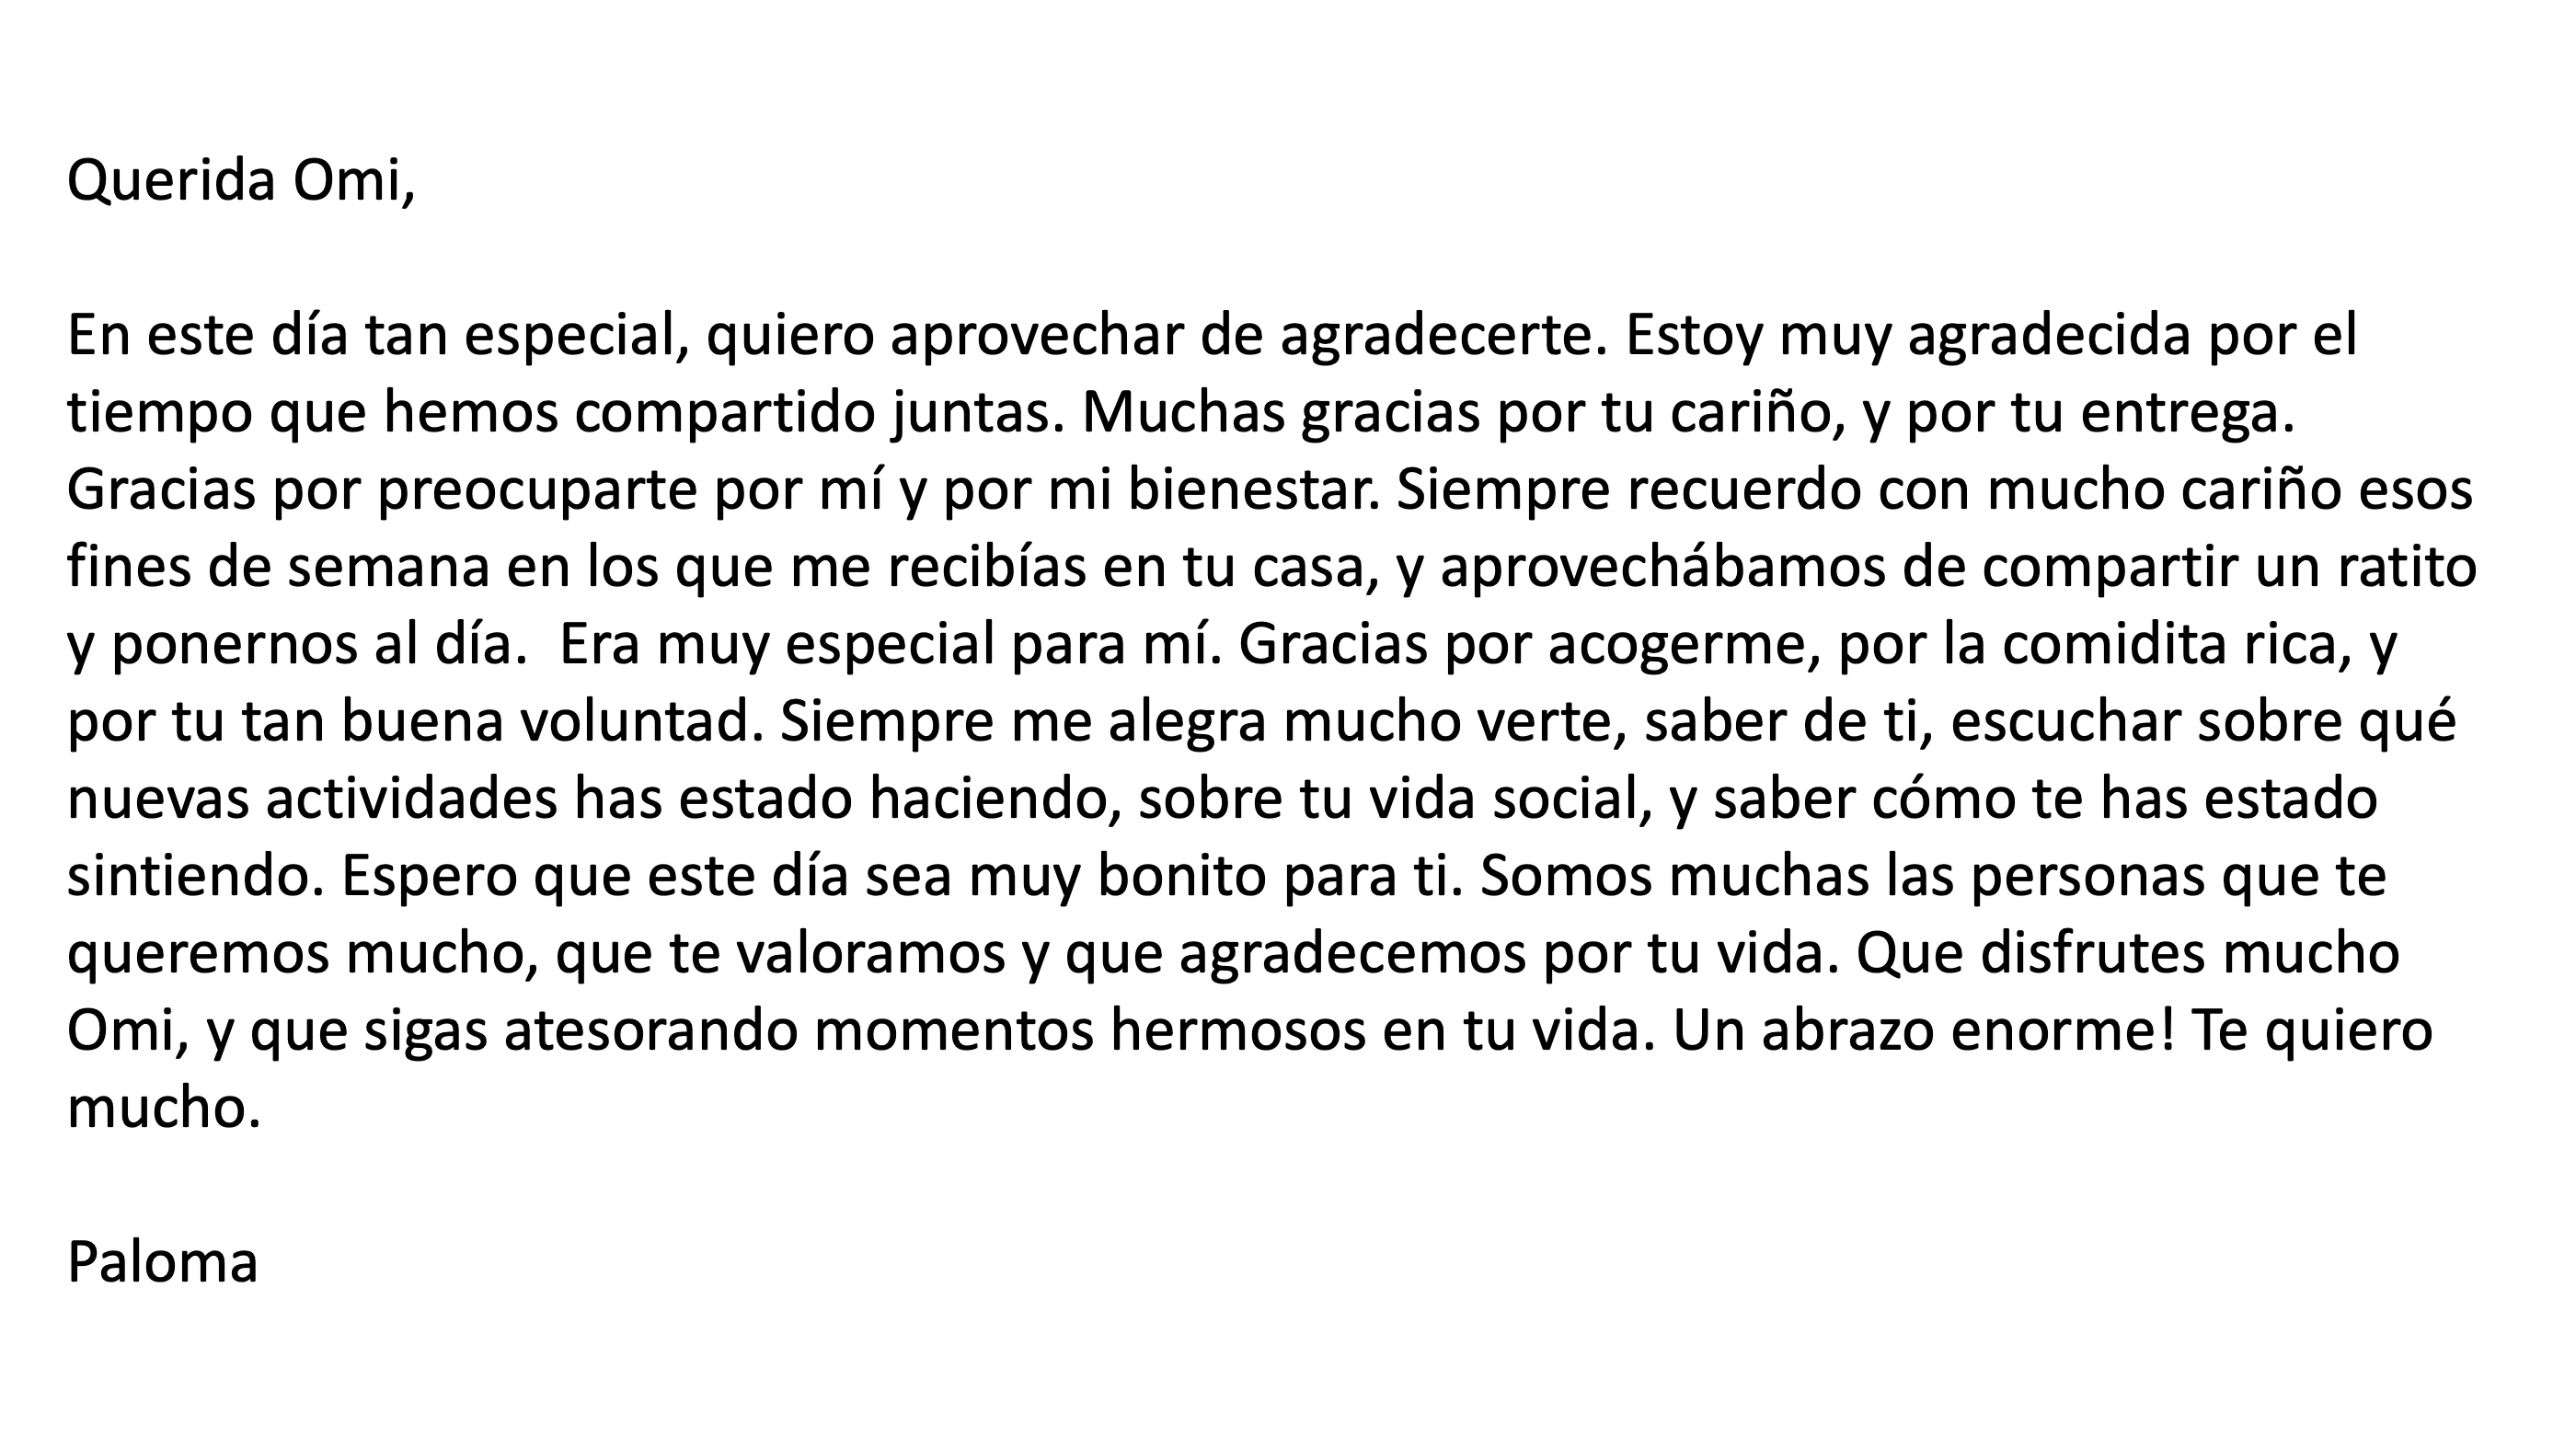 Querida Omi,
En este día tan especial, quiero aprovechar de agradecerte. Estoy muy agradecida por el
tiempo que hemos compartido juntas. Muchas gracias por tu cariño, y por tu entrega.
Gracias por preocuparte por mí y por mi bienestar. Siempre recuerdo con mucho cariño esos
fines de semana en los que me recibías en tu casa, y aprovechábamos de compartir un ratito
y ponernos al día.  Era muy especial para mí. Gracias por acogerme, por la comidita rica, y
por tu tan buena voluntad. Siempre me alegra mucho verte, saber de ti, escuchar sobre qué
nuevas actividades has estado haciendo, sobre tu vida social, y saber cómo te has estado
sintiendo. Espero que este día sea muy bonito para ti. Somos muchas las personas que te
queremos mucho, que te valoramos y que agradecemos por tu vida. Que disfrutes mucho
Omi, y que sigas atesorando momentos hermosos en tu vida. Un abrazo enorme! Te quiero
mucho.
Paloma